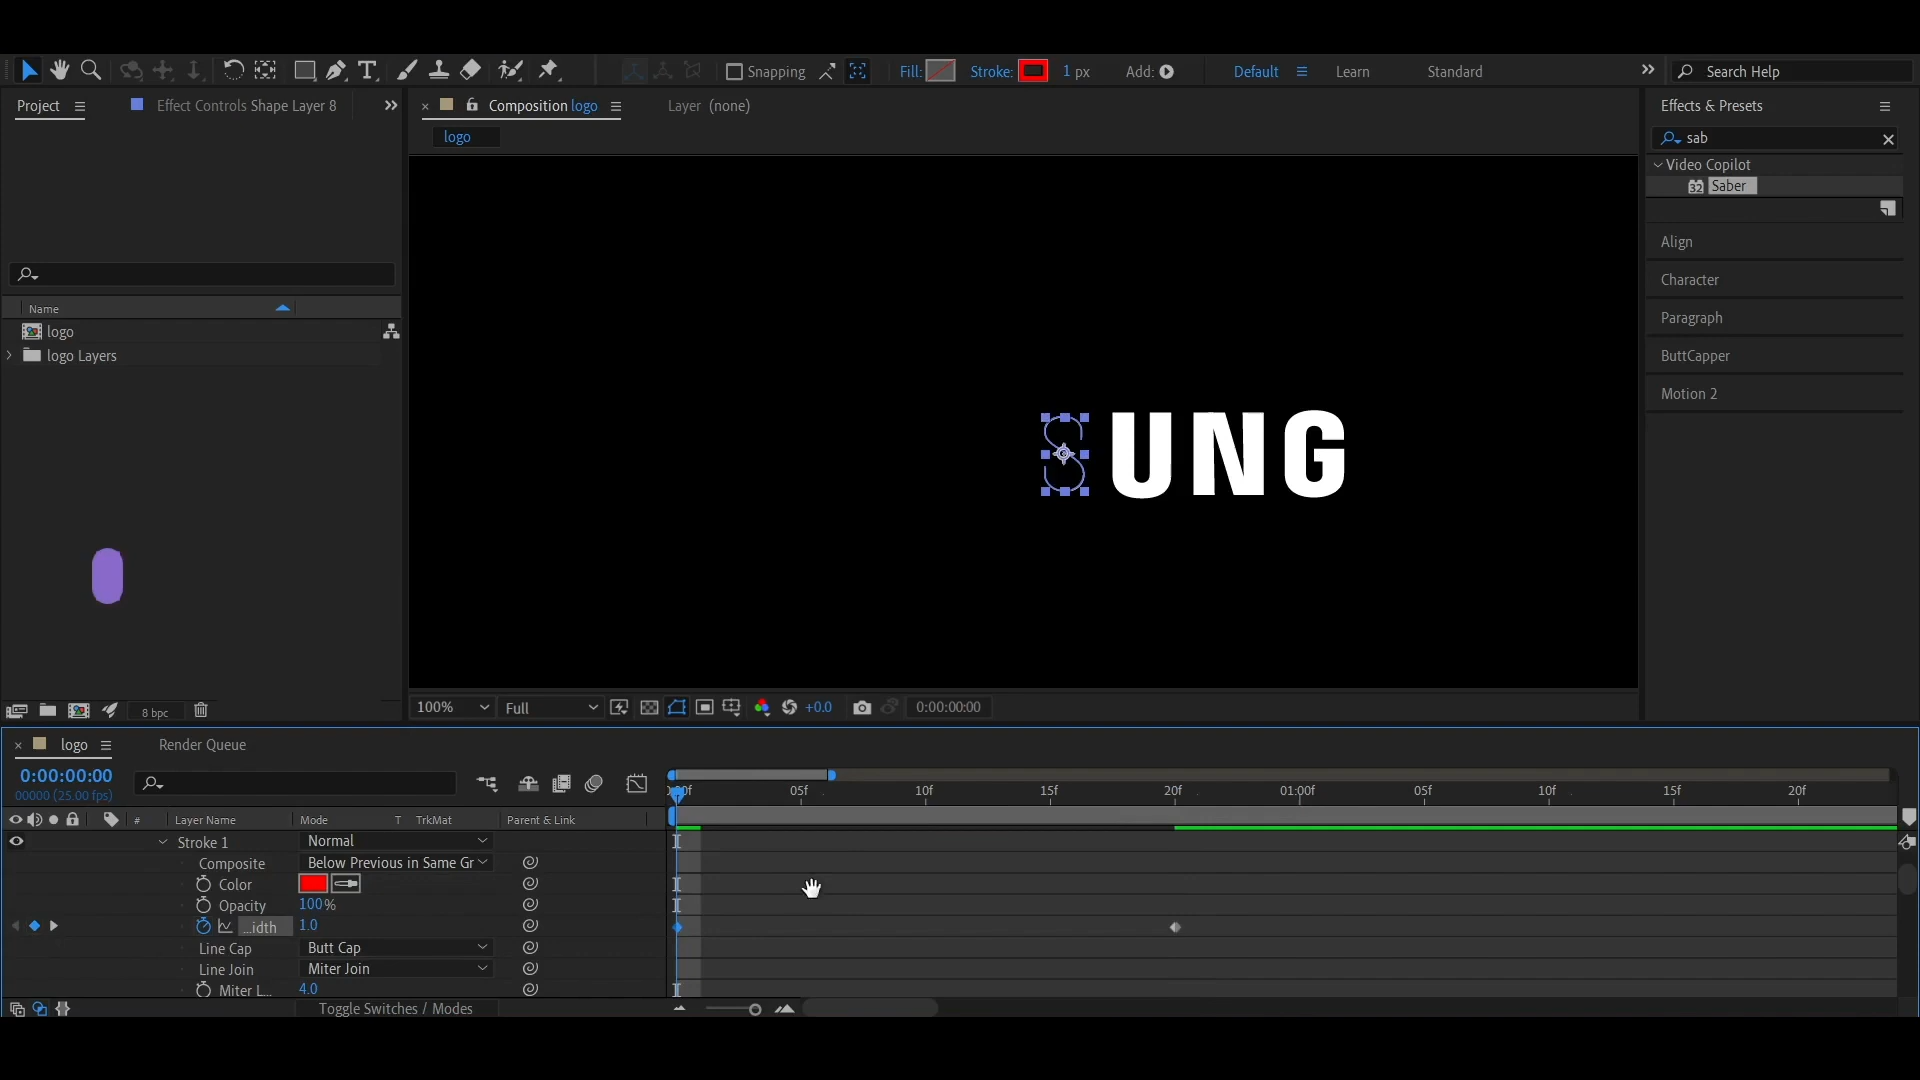 Snapping
Fill:
Stroke:
1 px
Add:
Default
Learn
Standard
Search Help
Project
Effect Controls Shape Layer 8
Composition logo
Layer (none)
Effects & Presets
logo
sab
Video Copilot
32 Saber
Align
Character
Paragraph
ButtCapper
Motion 2
Name
logo
logo Layers
S UNG
8 bpc
100%
Full
+0.0
0:00:00:00
logo
Render Queue
0:00:00:00
00000 (25.00 fps)
05f
10f
15f
20f
01:00f
05f
10f
15f
20f
#
Layer Name
Mode
T
TrkMat
Parent & Link
Stroke 1
Normal
Composite
Below Previous in Same Gr
Color
Opacity
100%
...idth
1.0
Line Cap
Butt Cap
Line Join
Miter Join
Miter L...
4.0
Toggle Switches / Modes